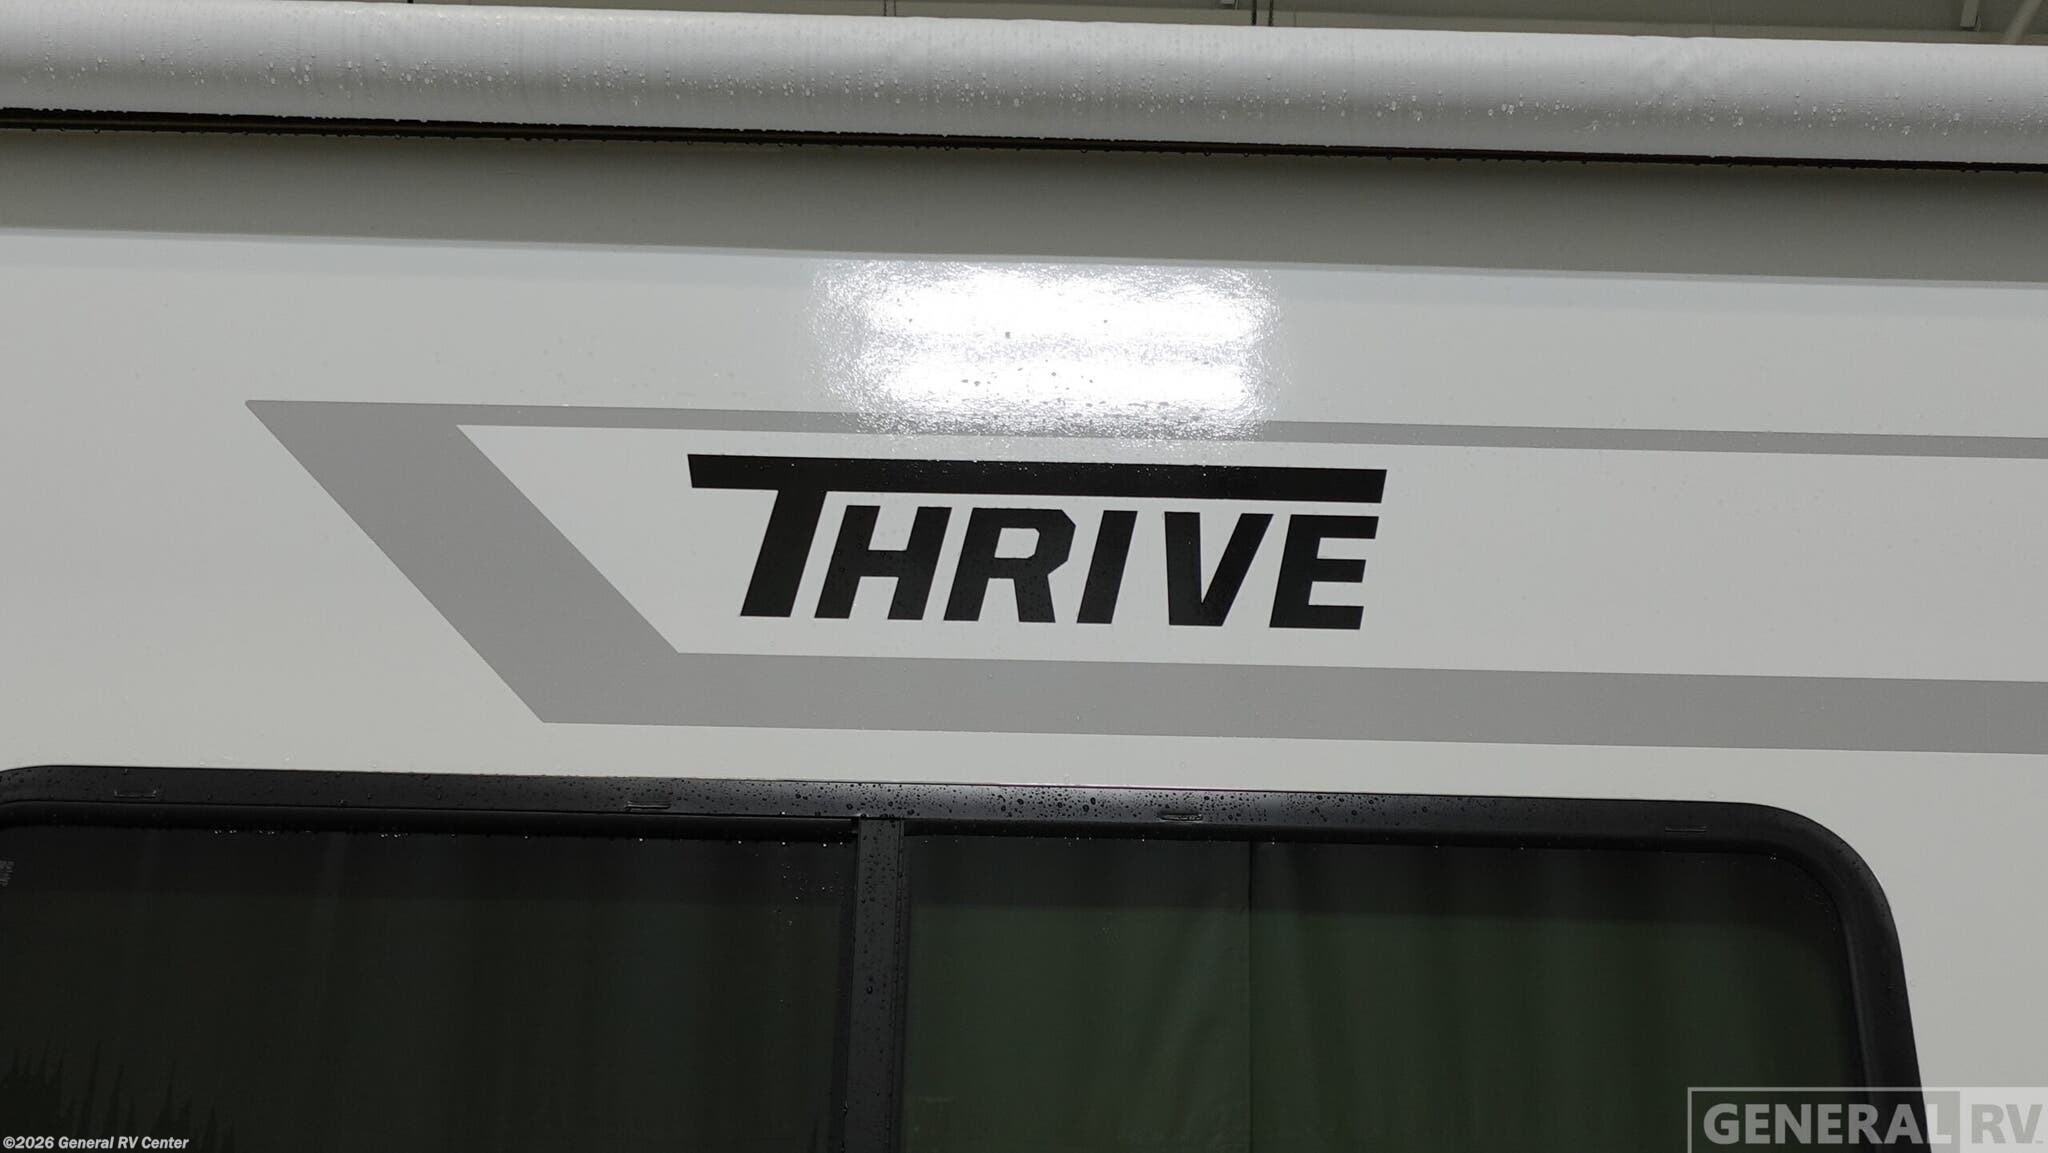 THRIVE
GENERAL RV
©2026 General RV Center